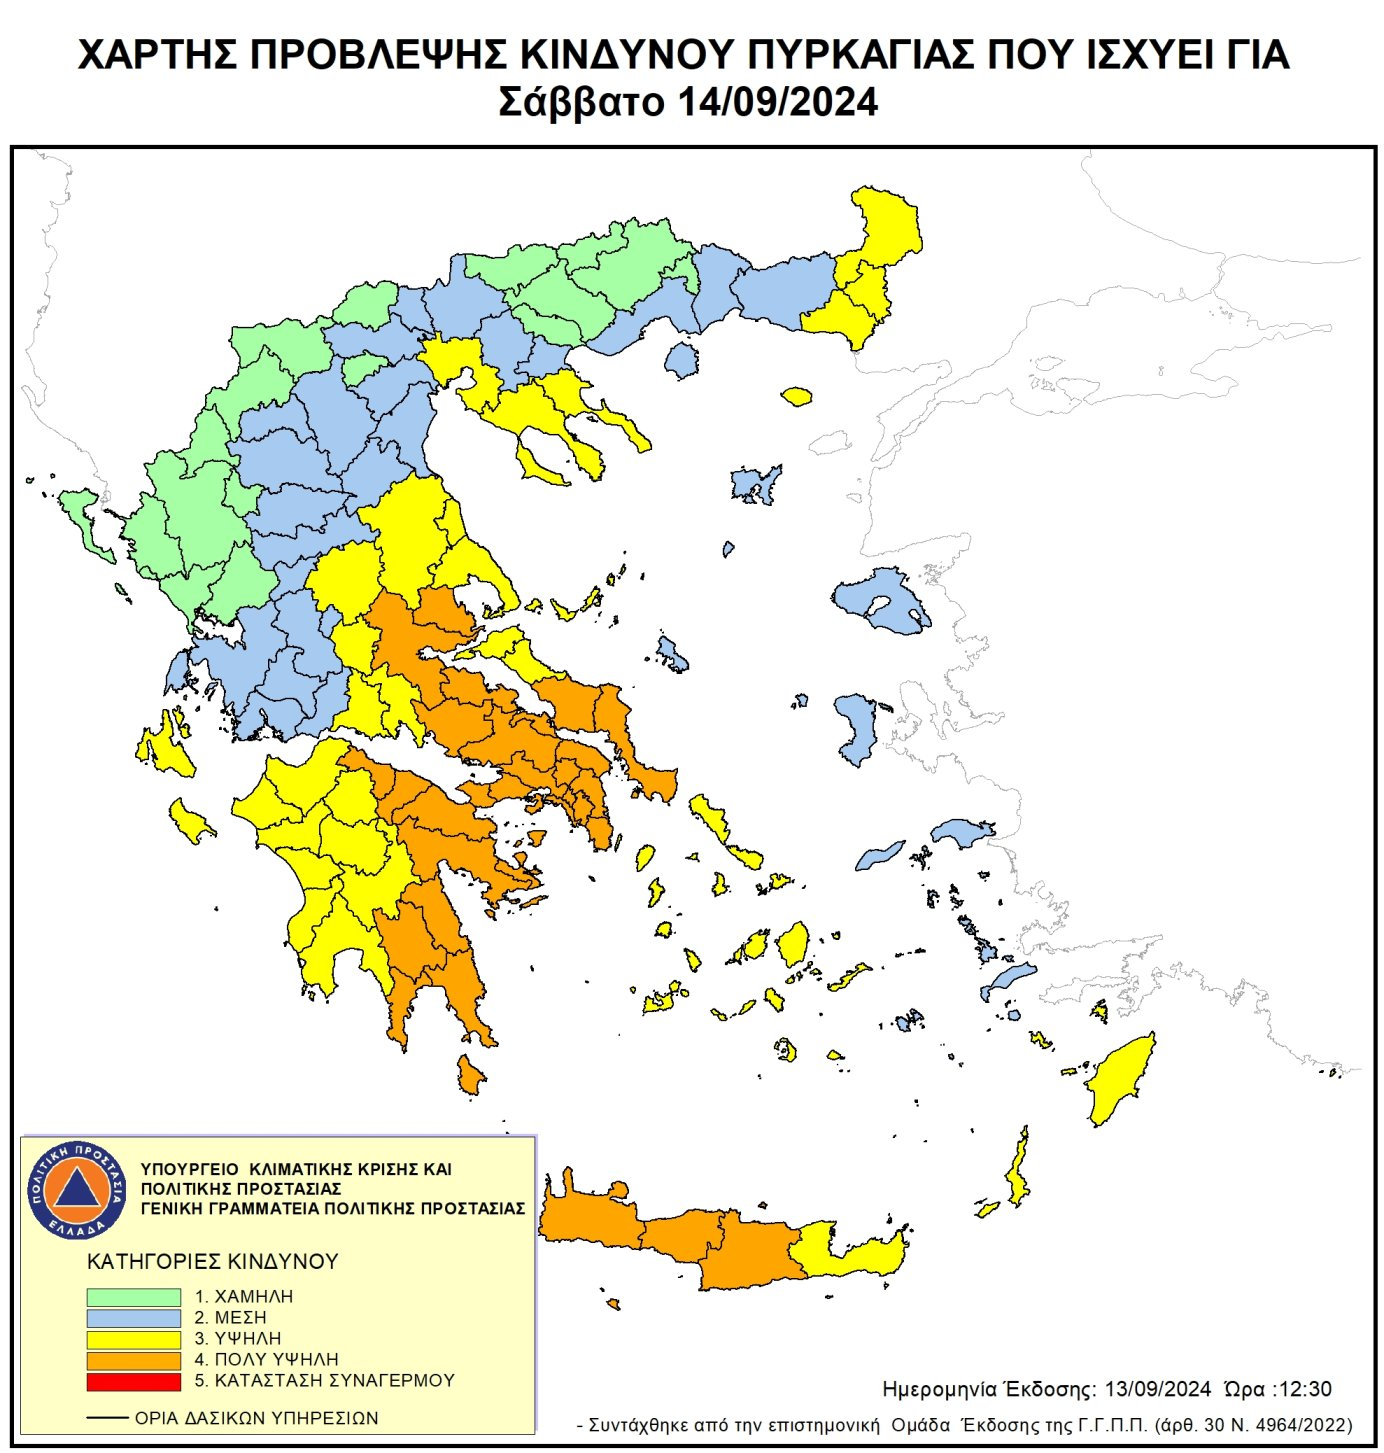 ΧΑΡΤΗΣ ΠΡΟΒΛΕΨΗΣ ΚΙΝΔΥΝΟΥ ΠΥΡΚΑΓΙΑΣ ΠΟΥ ΙΣΧΥΕΙ ΓΙΑ
Σάββατο 14/09/2024
ΠΟΛΙΤΙΚΗ ΠΡΟΣΤΑΣΙΑ
ΕΛΛΑΔΑ
ΥΠΟΥΡΓΕΙΟ ΚΛΙΜΑΤΙΚΗΣ ΚΡΙΣΗΣ ΚΑΙ
ΠΟΛΙΤΙΚΗΣ ΠΡΟΣΤΑΣΙΑΣ
ΓΕΝΙΚΗ ΓΡΑΜΜΑΤΕΙΑ ΠΟΛΙΤΙΚΗΣ ΠΡΟΣΤΑΣΙΑΣ
ΚΑΤΗΓΟΡΙΕΣ ΚΙΝΔΥΝΟΥ
1. ΧΑΜΗΛΗ
2. ΜΕΣΗ
3. ΥΨΗΛΗ
4. ΠΟΛΥ ΥΨΗΛΗ
5. ΚΑΤΑΣΤΑΣΗ ΣΥΝΑΓΕΡΜΟΥ
ΟΡΙΑ ΔΑΣΙΚΩΝ ΥΠΗΡΕΣΙΩΝ
Ημερομηνία Έκδοσης: 13/09/2024 Ώρα :12:30
- Συντάχθηκε από την επιστημονική Ομάδα Έκδοσης της Γ.Γ.Π.Π. (άρθ. 30 Ν. 4964/2022)